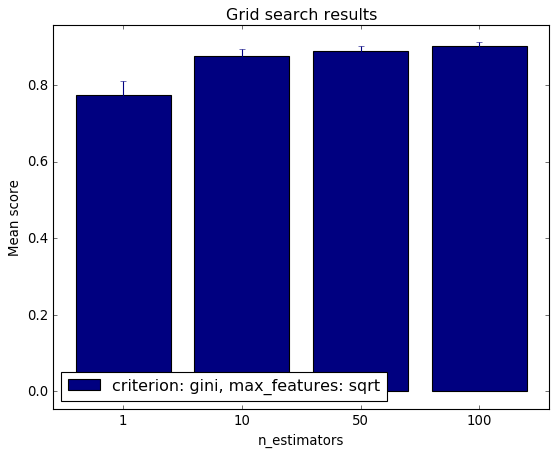 Grid search results
Mean score
0.8
0.6
0.4
0.2
0.0
criterion: gini, max_features: sqrt
1 10 50 100
n_estimators